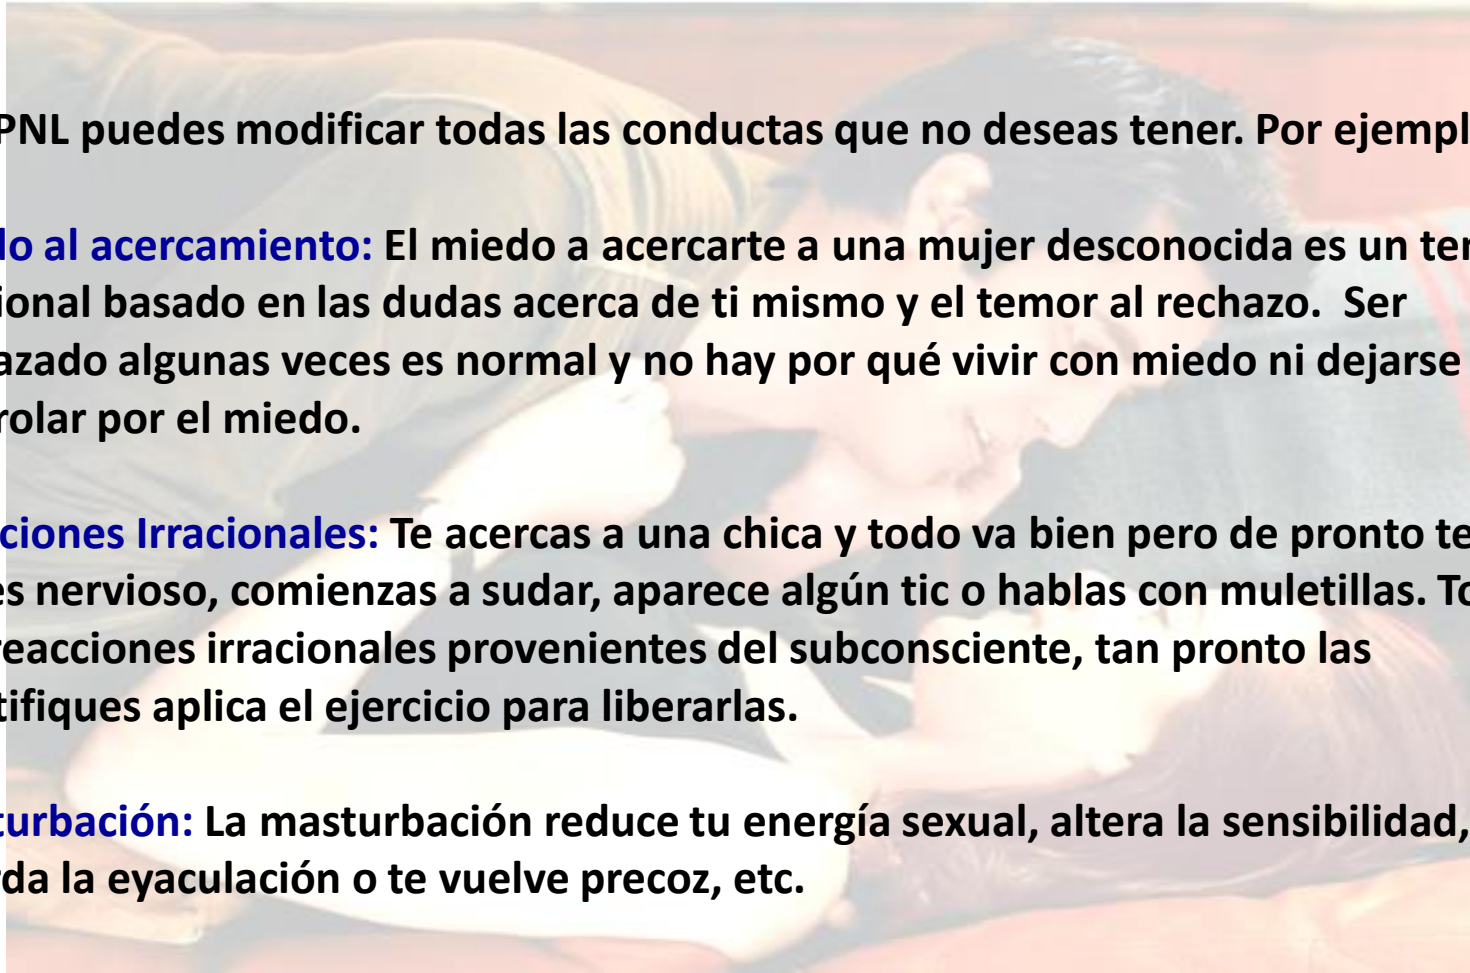 PNL puedes modificar todas las conductas que no deseas tener. Por ejempl
do al acercamiento: El miedo a acercarte a una mujer desconocida es un ter
ional basado en las dudas acerca de ti mismo y el temor al rechazo.  Ser
azado algunas veces es normal y no hay por qué vivir con miedo ni dejarse
rolar por el miedo.
ciones Irracionales: Te acercas a una chica y todo va bien pero de pronto te
es nervioso, comienzas a sudar, aparece algún tic o hablas con muletillas. To
reacciones irracionales provenientes del subconsciente, tan pronto las
tifiques aplica el ejercicio para liberarlas.
turbación: La masturbación reduce tu energía sexual, altera la sensibilidad,
da la eyaculación o te vuelve precoz, etc.